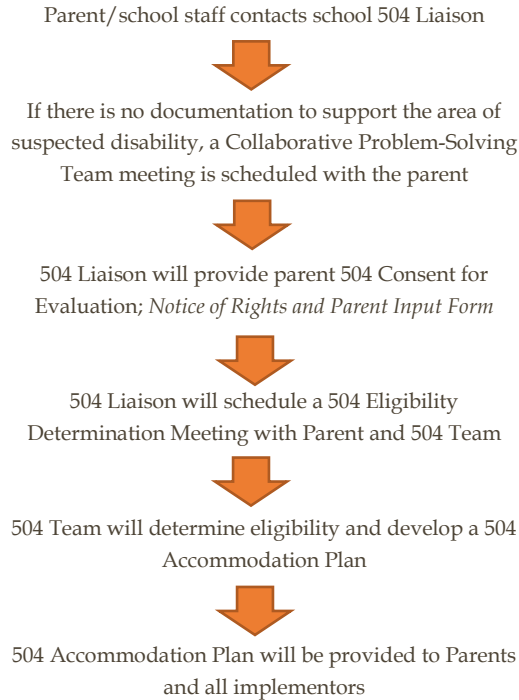 Parent/school staff contacts school 504 Liaison
If there is no documentation to support the area of
suspected disability, a Collaborative Problem-Solving
Team meeting is scheduled with the parent
504 Liaison will provide parent 504 Consent for
Evaluation; Notice of Rights and Parent Input Form
504 Liaison will schedule a 504 Eligibility
Determination Meeting with Parent and 504 Team
504 Team will determine eligibility and develop a 504
Accommodation Plan
504 Accommodation Plan will be provided to Parents
and all implementors